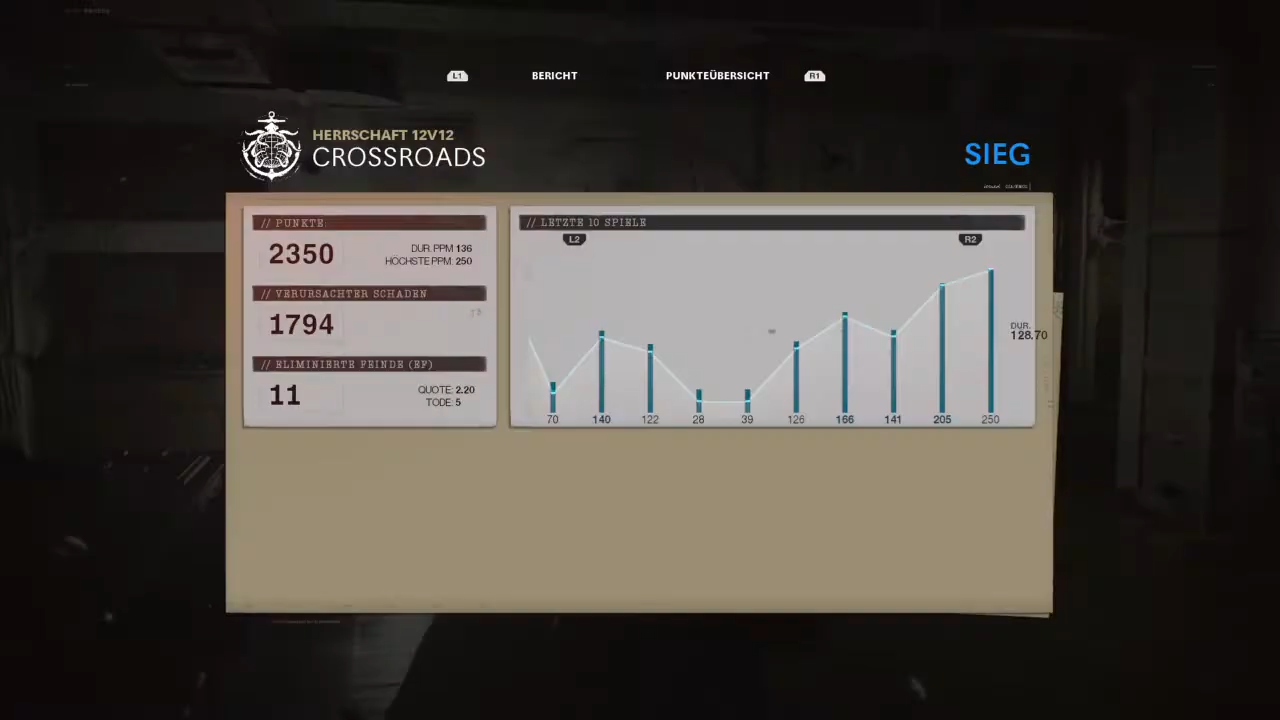 L1
BERICHT
PUNKTEÜBERSICHT
R1
HERRSCHAFT 12V12
CROSSROADS
SIEG
// PUNKTE
2350
DUR. PPM 136
HÖCHSTE PPM: 250
// VERURSACHTER SCHADEN
1794
// ELIMINIERTE FEINDE (EF)
11
QUOTE: 2.20
TODE: 5
// LETZTE 10 SPIELE
L2
R2
DUR.
128.70
70 140 122 28 39 126 166 141 205 250